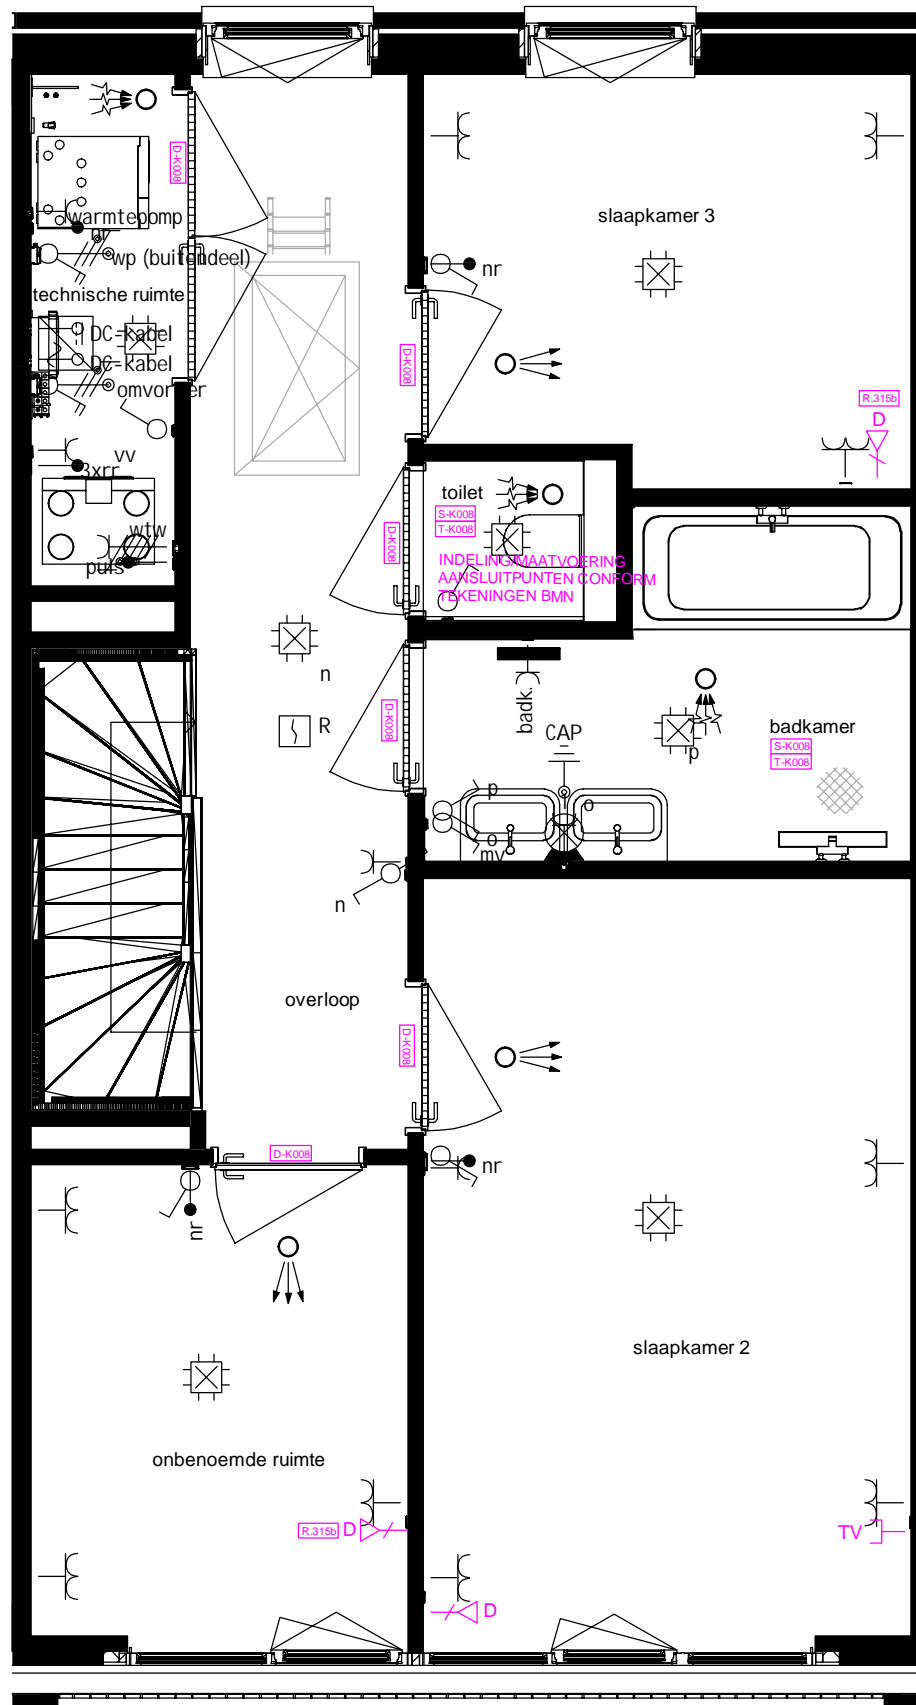 D-K008
slaapkamer 3
warmtepomp
nr
wp (buitendeel)
nr
technische ruimte
DC-kabel
DC-kabel
D-K008
omvormer
R.315b
D
vv
3xrr
toilet
S-K008
T-K008
D-K008
wtw
puls
INDELING/MAATVOERING
AANSLUITPUNTEN CONFORM
TEKENINGEN BMN
n
badk.
D-K008
R
CAP
p
badkamer
S-K008
T-K008
p
o
o
mv
n
overloop
D-K008
D-K008
nr
nr
slaapkamer 2
onbenoemde ruimte
R.315b D
TV
D